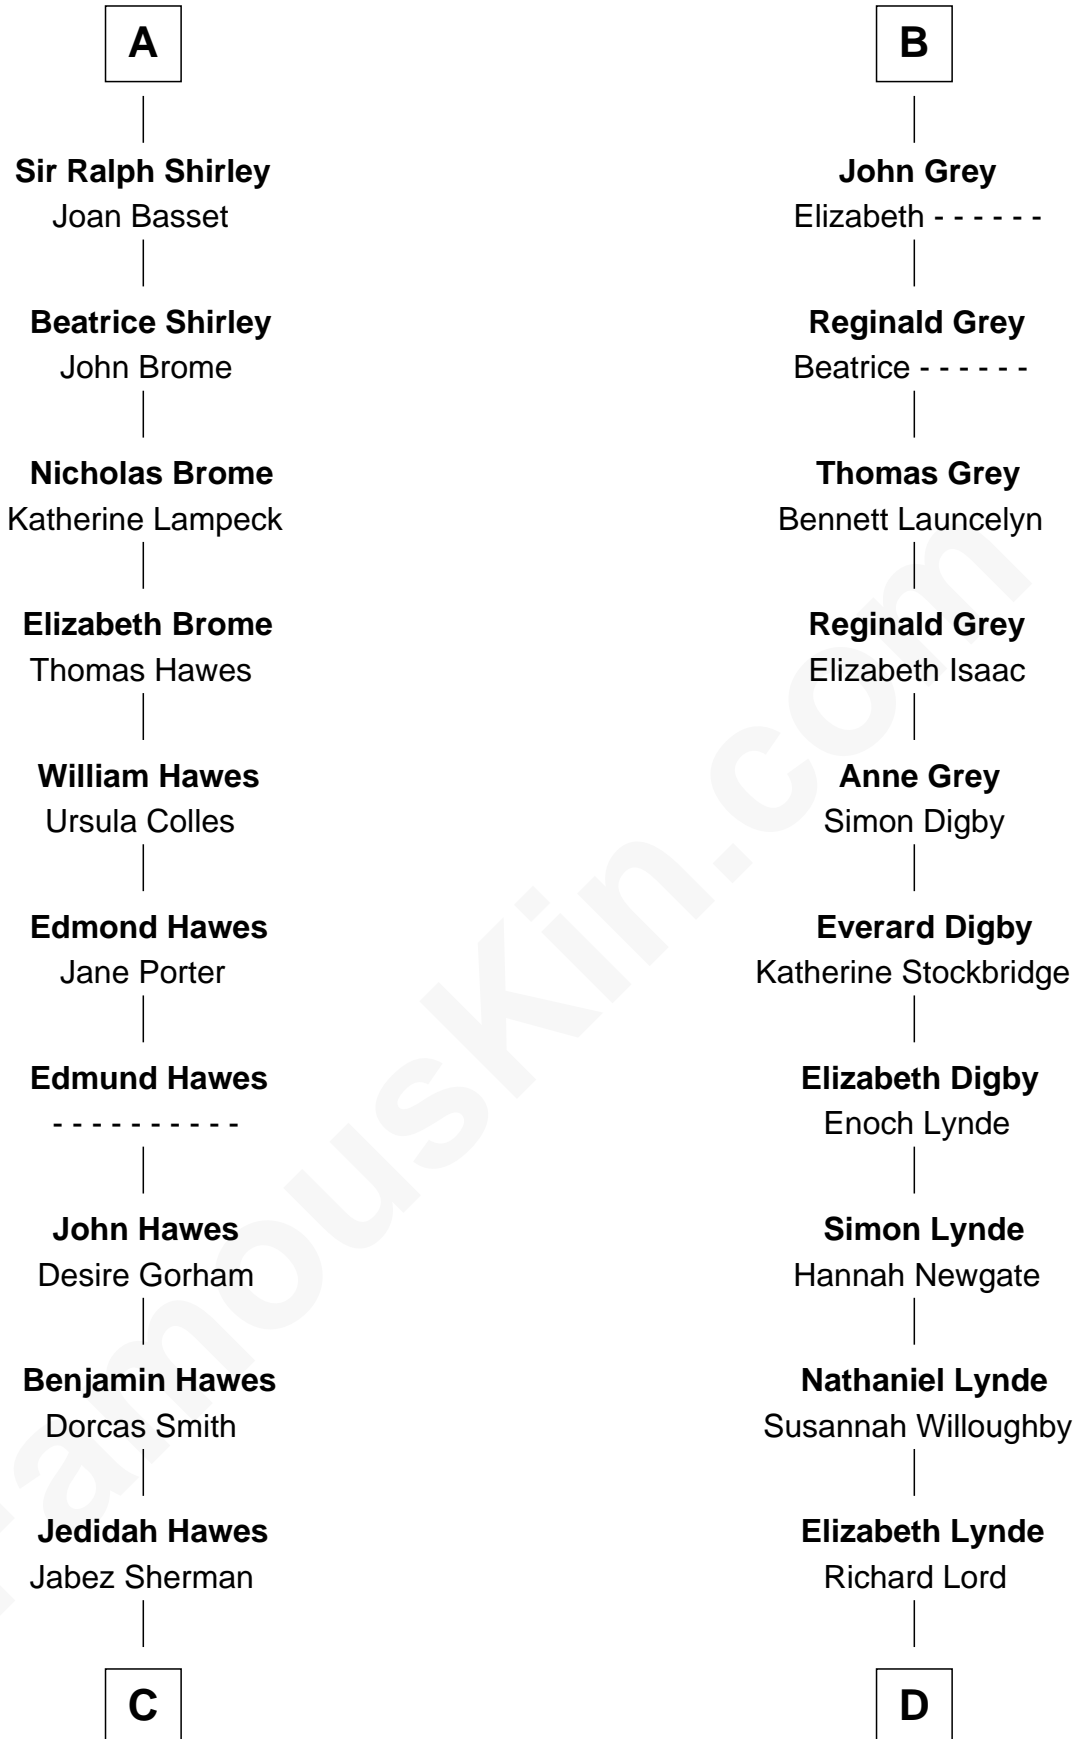 A
Sir Ralph Shirley
Joan Basset
Beatrice Shirley
John Brome
Nicholas Brome
Katherine Lampeck
Elizabeth Brome
Thomas Hawes
William Hawes
Ursula Colles
Edmond Hawes
Jane Porter
Edmund Hawes
- - - - - - - - - -
John Hawes
Desire Gorham
Benjamin Hawes
Dorcas Smith
Jedidah Hawes
Jabez Sherman
C
B
John Grey
Elizabeth - - - - - -
Reginald Grey
Beatrice - - - - - -
Thomas Grey
Bennett Launcelyn
Reginald Grey
Elizabeth Isaac
Anne Grey
Simon Digby
Everard Digby
Katherine Stockbridge
Elizabeth Digby
Enoch Lynde
Simon Lynde
Hannah Newgate
Nathaniel Lynde
Susannah Willoughby
Elizabeth Lynde
Richard Lord
D
FamousKin.com